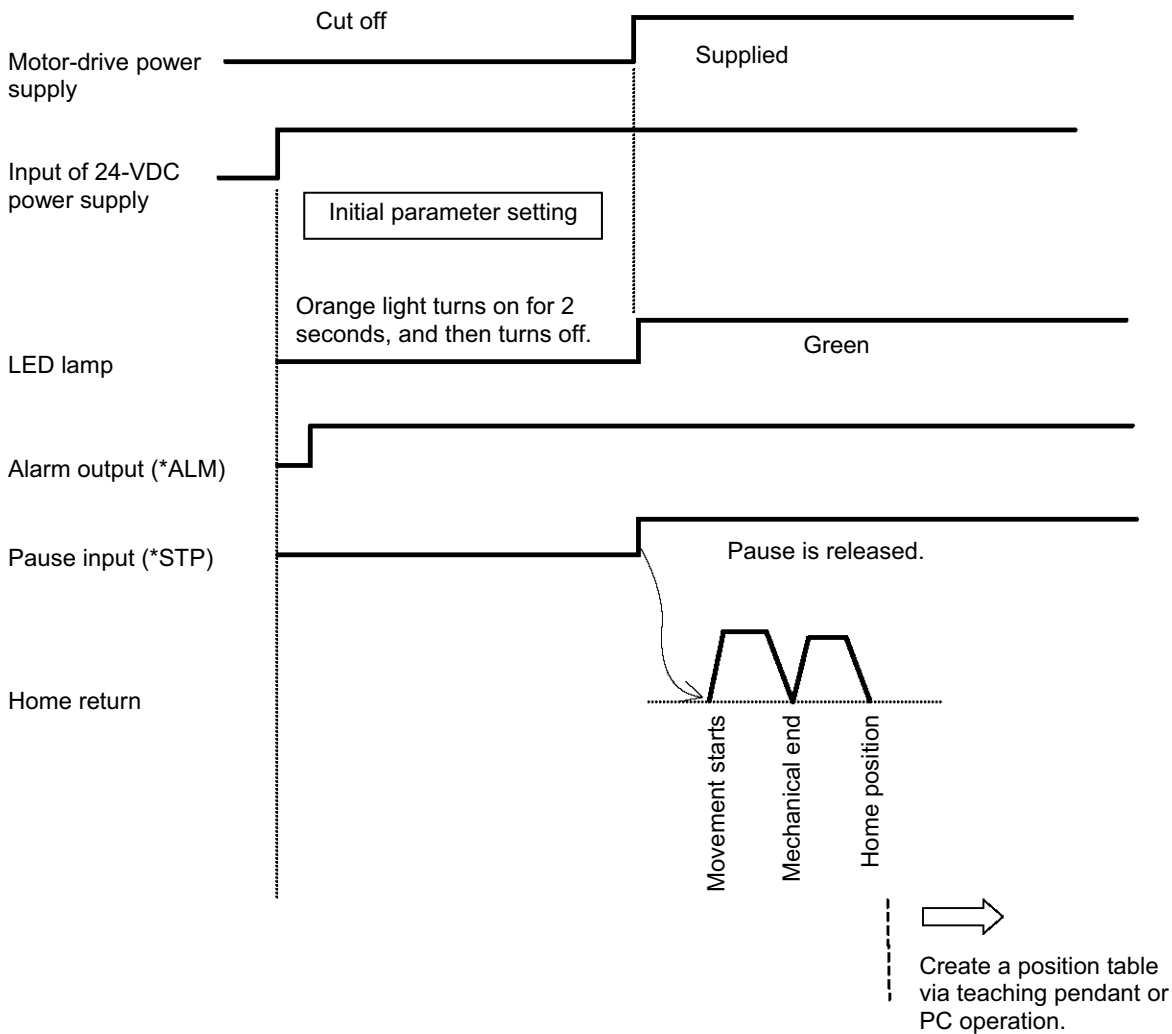 Cut off
Motor-drive power
supply
Supplied
Input of 24-VDC
power supply
Initial parameter setting
Orange light turns on for 2
seconds, and then turns off.
Green
LED lamp
Alarm output (*ALM)
Pause input (*STP)
Pause is released.
Home return
Movement starts
Mechanical end
Home position
Create a position table
via teaching pendant or
PC operation.